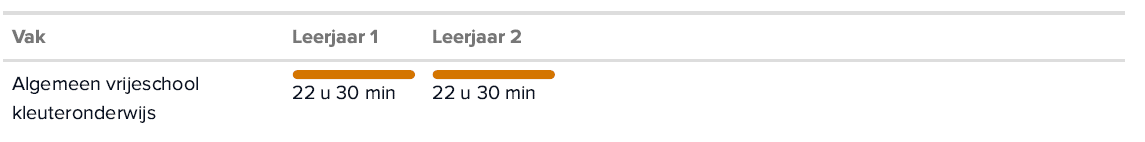 Vak Leerjaar 1 Leerjaar 2
Algemeen vrijeschool
kleuteronderwijs
22 u 30 min 22 u 30 min